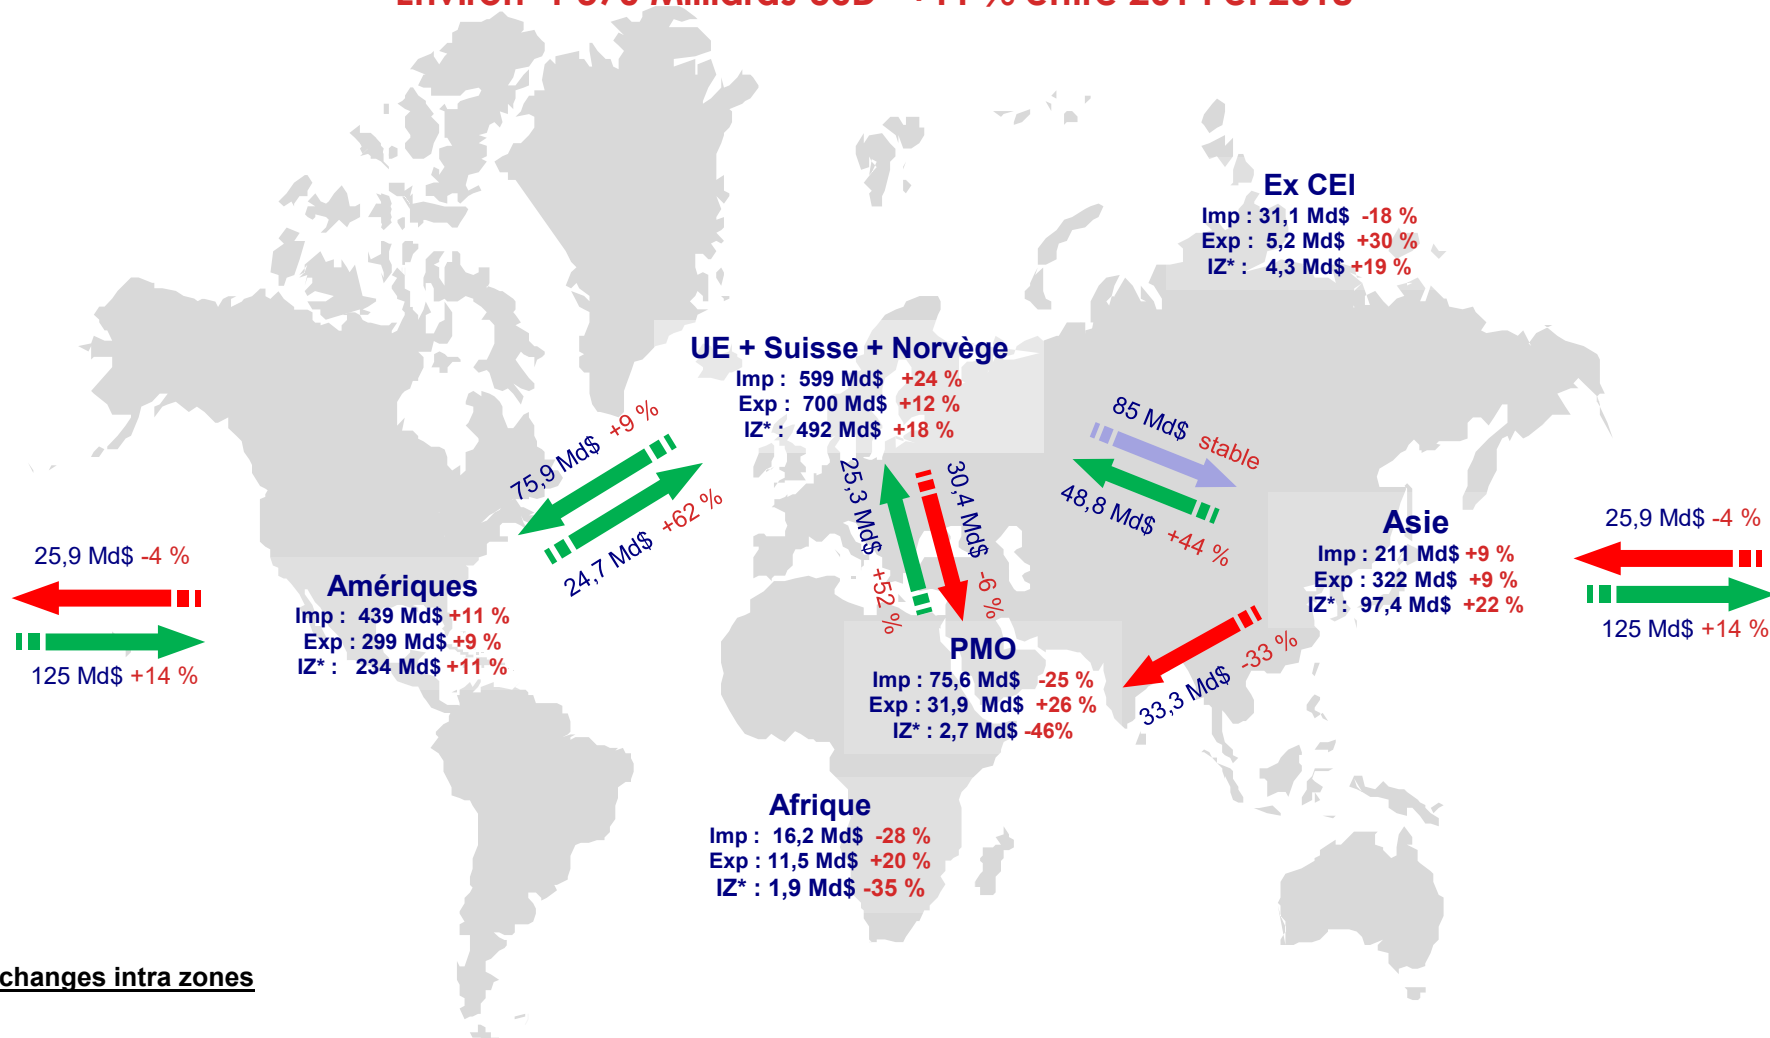 Ex CEI
Imp : 31,1 Md$ -18 %
Exp : 5,2 Md$ +30 %
IZ* : 4,3 Md$ +19 %
UE + Suisse + Norvège
Imp : 599 Md$ +24 %
Exp : 700 Md$ +12 %
IZ* : 492 Md$ +18 %
75,9 Md$ +9 %
24,7 Md$ +62 %
25,3 Md$ +52 %
30,4 Md$ -6 %
85 Md$ stable
48,8 Md$ +44 %
Asie
Imp : 211 Md$ +9 %
Exp : 322 Md$ +9 %
IZ* : 97,4 Md$ +22 %
25,9 Md$ -4 %
125 Md$ +14 %
25,9 Md$ -4 %
125 Md$ +14 %
Amériques
Imp : 439 Md$ +11 %
Exp : 299 Md$ +9 %
IZ* : 234 Md$ +11 %
33,3 Md$ -33 %
PMO
Imp : 75,6 Md$ -25 %
Exp : 31,9 Md$ +26 %
IZ* : 2,7 Md$ -46%
Afrique
Imp : 16,2 Md$ -28 %
Exp : 11,5 Md$ +20 %
IZ* : 1,9 Md$ -35 %
changes intra zones